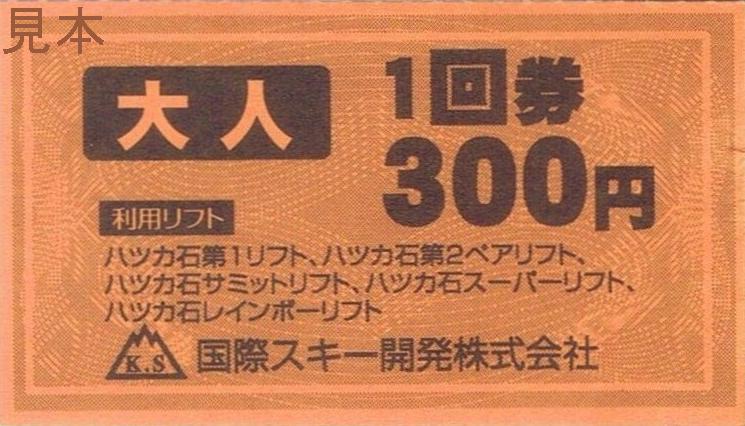 見本
大人
1回券
300円
利用リフト
ハツカ石第1リフト、ハツカ石第2ペアリフト、
ハツカ石サミットリフト、ハツカ石スーパーリフト、
ハツカ石レインボーリフト
K.S 国際スキー開発株式会社